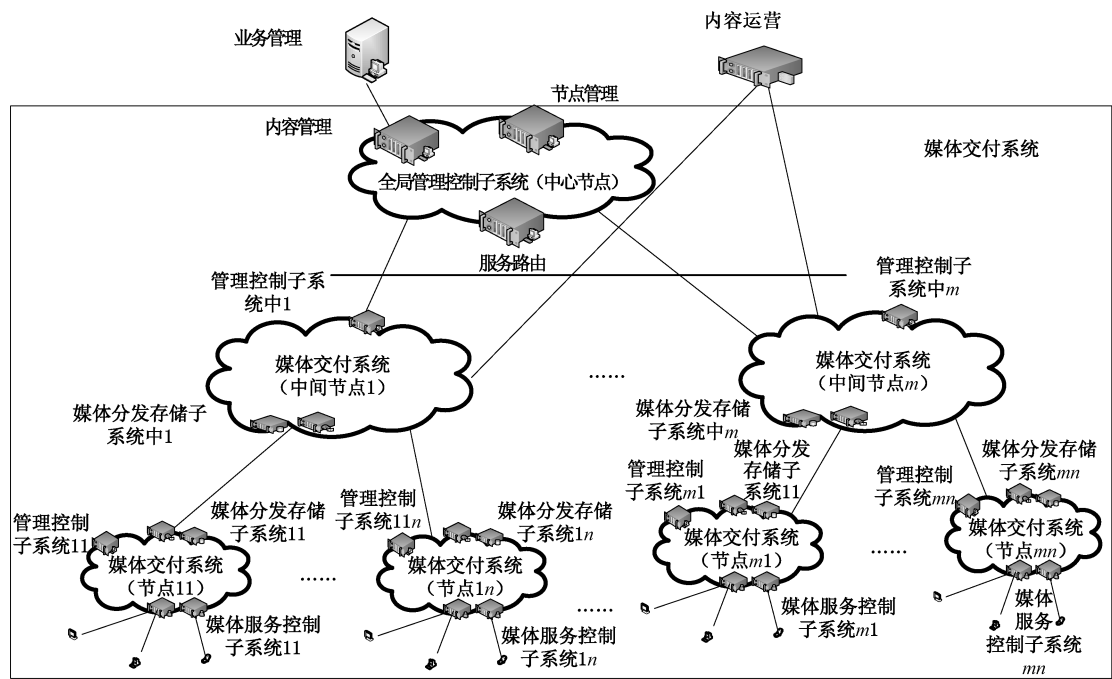 内容运营
业务管理
节点管理
内容管理
媒体交付系统
全局管理控制子系统（中心节点）
服务路由
管理控制子系
统中1
管理控制子
系统中m
媒体交付系统
（中间节点1）
……
媒体交付系统
（中间节点m）
媒体分发存储子
系统中1
媒体分发存储
子系统中m
媒体分发
存储子
系统11
媒体分发存储
子系统mn
管理控制
子系统11
媒体分发存储
子系统11
管理控制
子系统11n
媒体分发存储
子系统1n
管理控制
子系统m1
管理控制
子系统mn
媒体交付系统
（节点11）
……
媒体交付系统
（节点1n）
……
媒体交付系统
（节点m1）
……
媒体交付系统
（节点mn）
媒体服务控制
子系统11
媒体服务控制
子系统1n
媒体服务控制
子系统m1
媒体
服务
控制子系统
mn